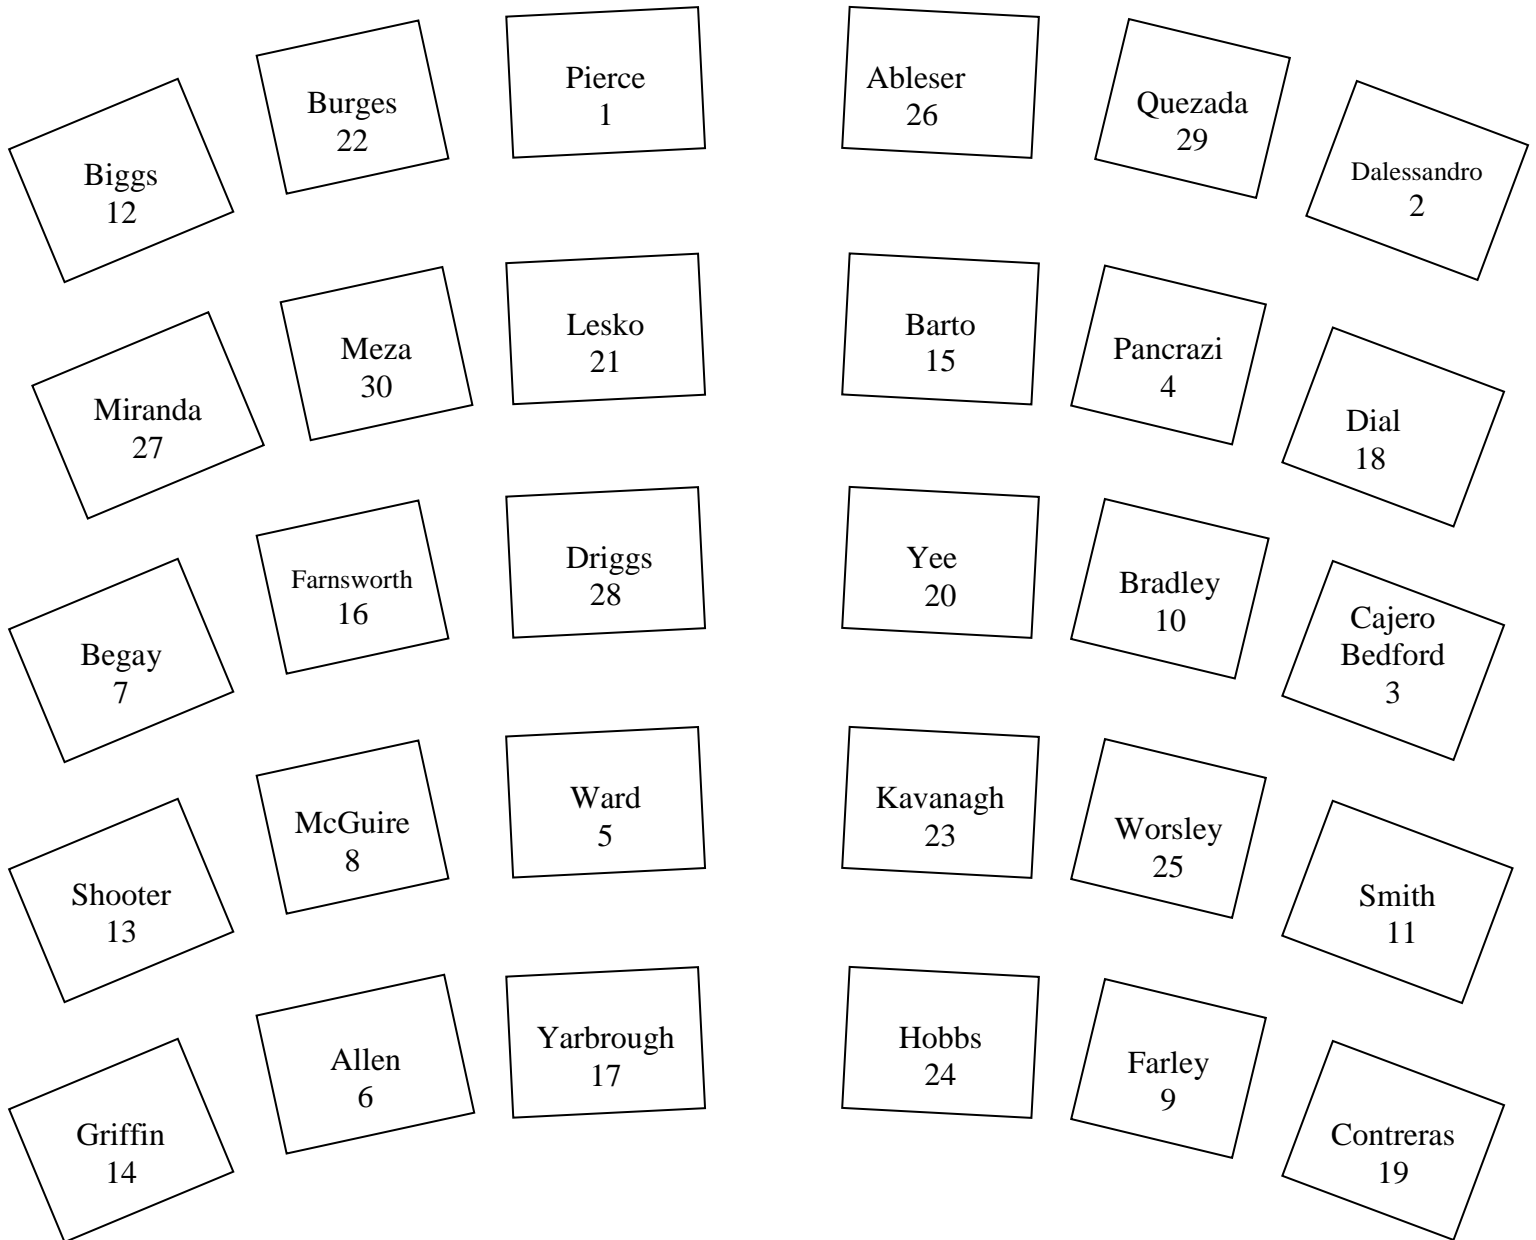 Biggs
12
Burges
22
Pierce
1
Ableser
26
Quezada
29
Dalessandro
2
Miranda
27
Meza
30
Lesko
21
Barto
15
Pancrazi
4
Dial
18
Begay
7
Farnsworth
16
Driggs
28
Yee
20
Bradley
10
Cajero
Bedford
3
Shooter
13
McGuire
8
Ward
5
Kavanagh
23
Worsley
25
Smith
11
Griffin
14
Allen
6
Yarbrough
17
Hobbs
24
Farley
9
Contreras
19